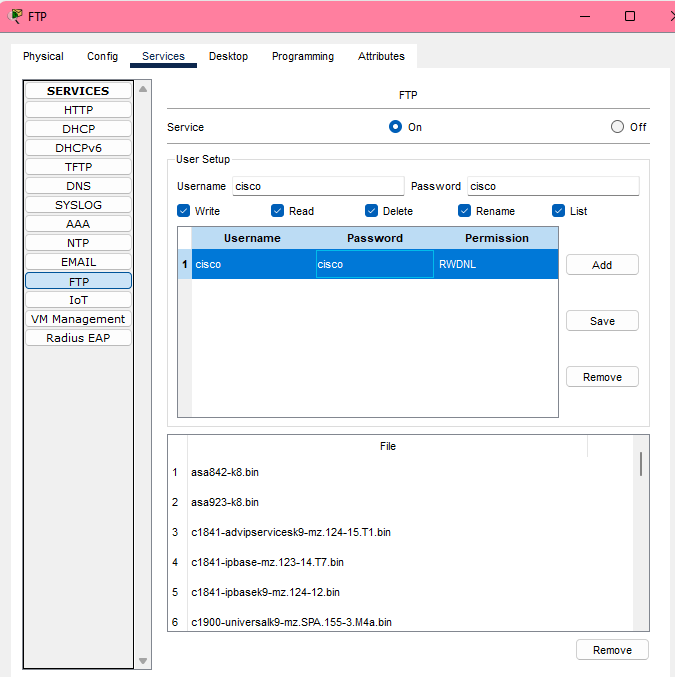 FTP
Physical Config Services Desktop Programming Attributes
SERVICES
HTTP
DHCP
DHCPv6
TFTP
DNS
SYSLOG
AAA
NTP
EMAIL
FTP
IoT
VM Management
Radius EAP
FTP
Service On Off
User Setup
Username cisco Password cisco
Write Read Delete Rename List
Username Password Permission
1 cisco cisco RWDNL
Add
Save
Remove
File
1 asa842-k8.bin
2 asa923-k8.bin
3 c1841-advipservicesk9-mz.124-15.T1.bin
4 c1841-ipbase-mz.123-14.T7.bin
5 c1841-ipbasek9-mz.124-12.bin
6 c1900-universalk9-mz.SPA.155-3.M4a.bin
Remove